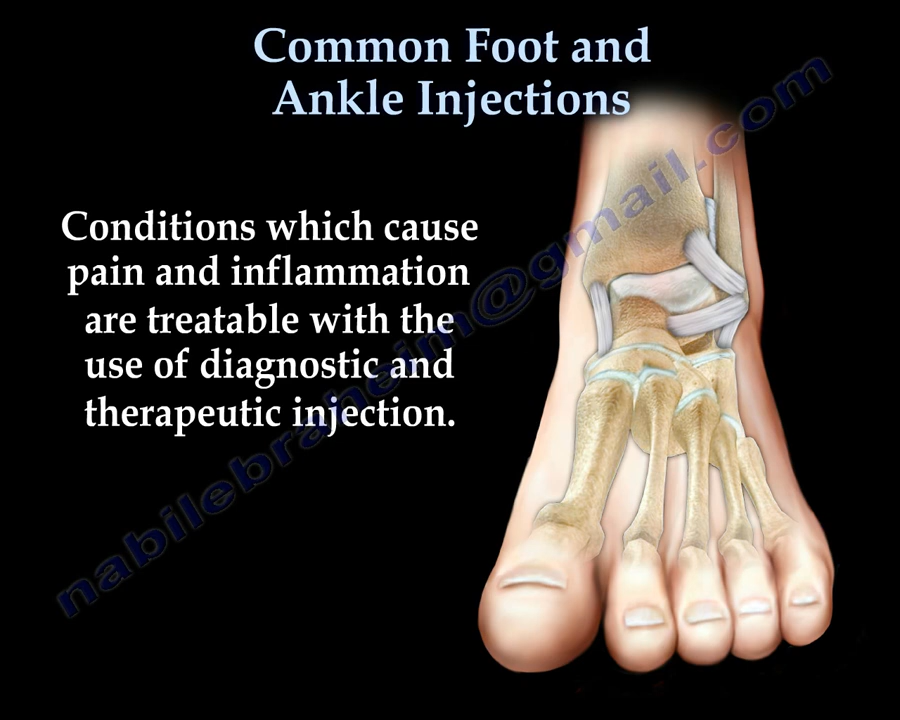 Common Foot and
Ankle Injections
Conditions which cause
pain and inflammation
are treatable with the
use of diagnostic and
therapeutic injection.
nabilebraheim@gmail.com